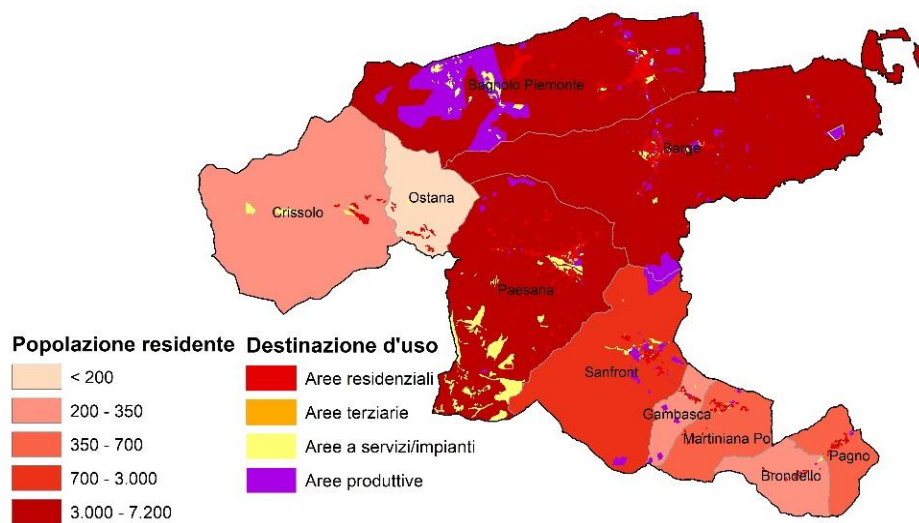 Bagnolo Piemonte
Barge
Ostana
Crissolo
Paesana
Sanfront
Gambasca
Martiniana Po
Pagno
Brondello
Popolazione residente
< 200
200 - 350
350 - 700
700 - 3.000
3.000 - 7.200
Destinazione d'uso
Aree residenziali
Aree terziarie
Aree a servizi/impianti
Aree produttive